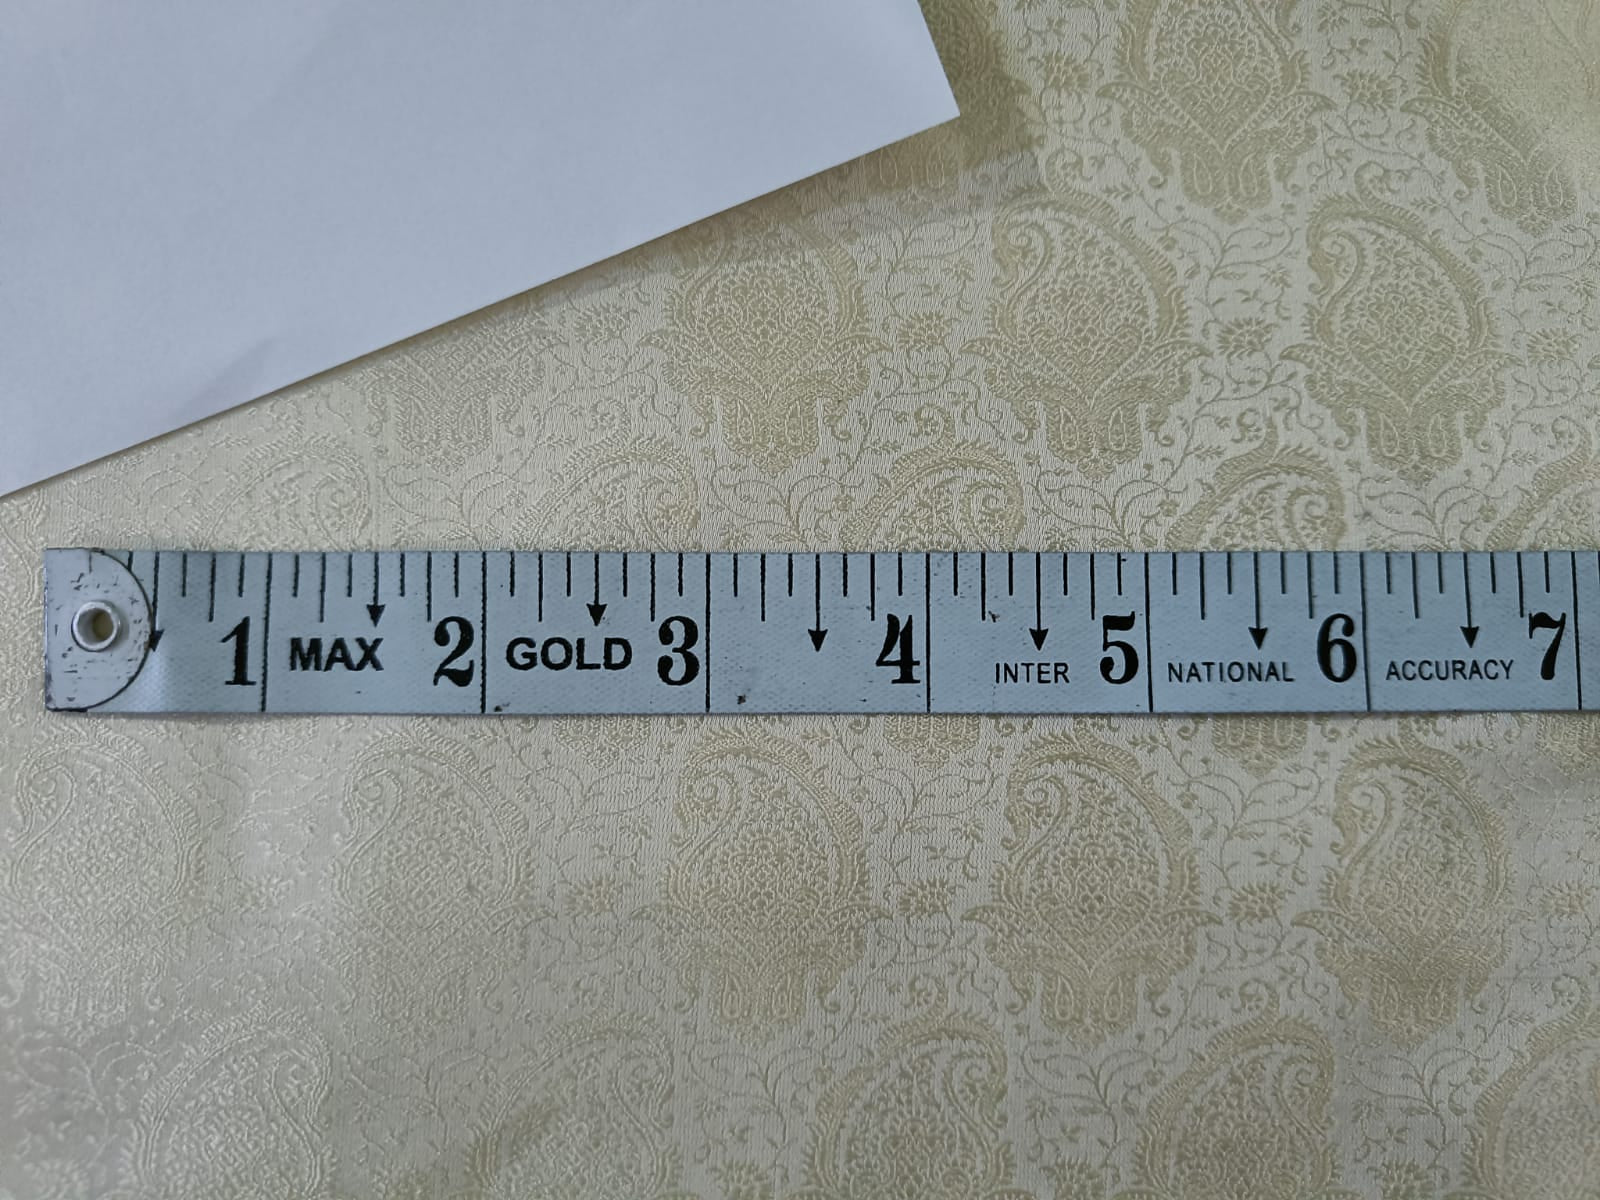 1 MAX 2 GOLD 3 4 INTER 5 NATIONAL 6 ACCURACY 7